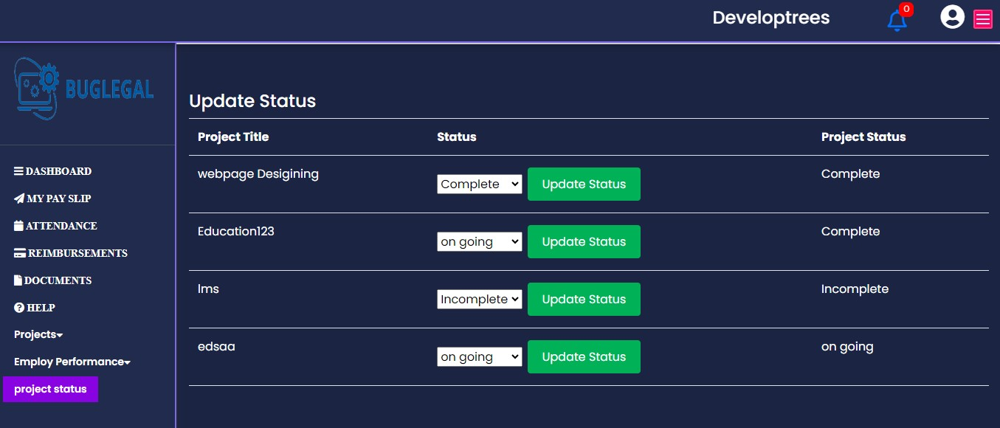 Developtrees
0
BUGLEGAL
DASHBOARD
MY PAY SLIP
ATTENDANCE
REIMBURSEMENTS
DOCUMENTS
HELP
Projects
Employ Performance
project status
Update Status
Project Title Status Project Status
webpage Desigining Complete Update Status Complete
Education123 on going Update Status Complete
lms Incomplete Update Status Incomplete
edsaa on going Update Status on going